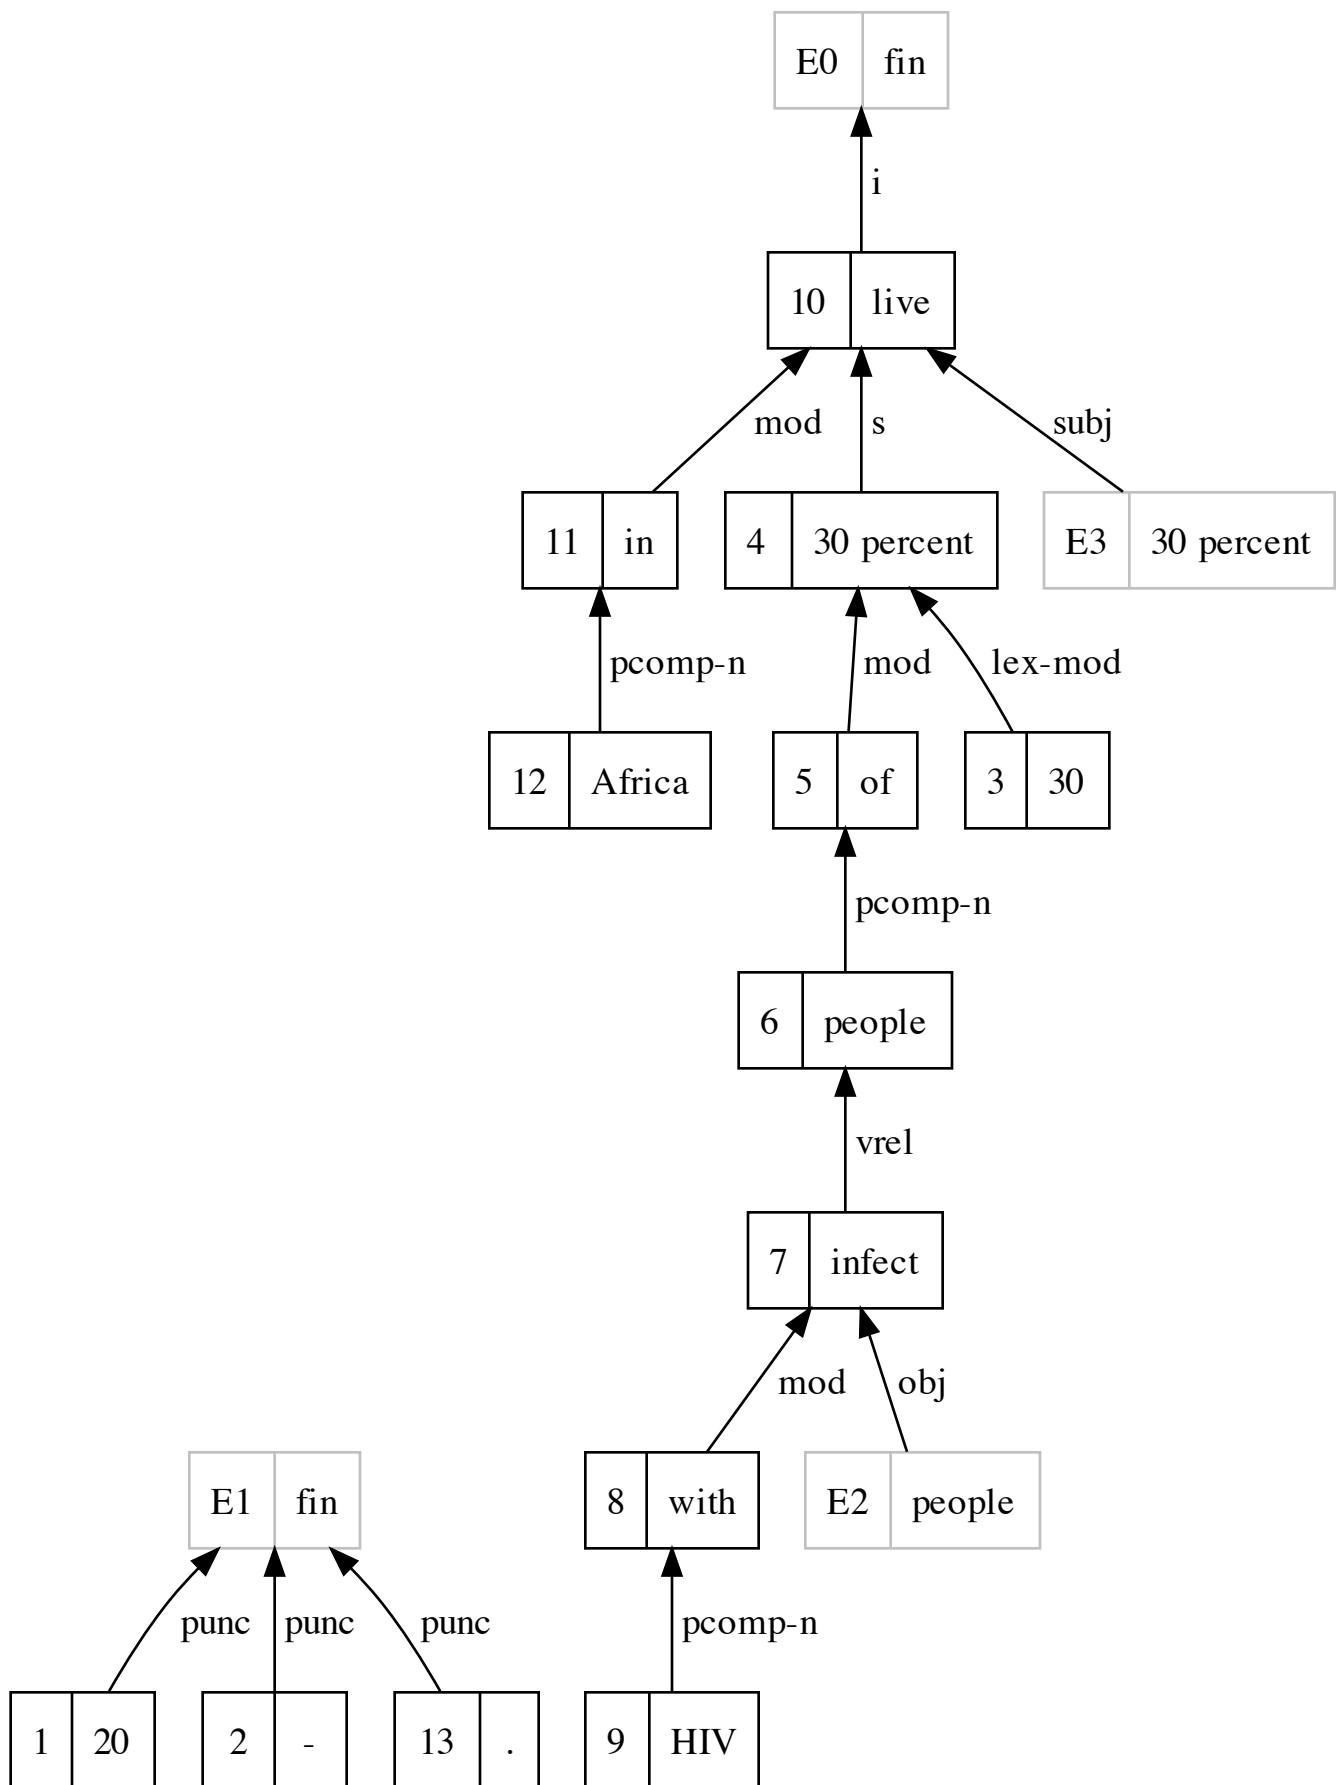 E0 fin
i
10 live
mod s subj
11 in 4 30 percent E3 30 percent
pcomp-n mod lex-mod
12 Africa 5 of 3 30
pcomp-n
6 people
vrel
7 infect
mod obj
E1 fin 8 with E2 people
punc punc punc pcomp-n
1 20 2 - 13 . 9 HIV